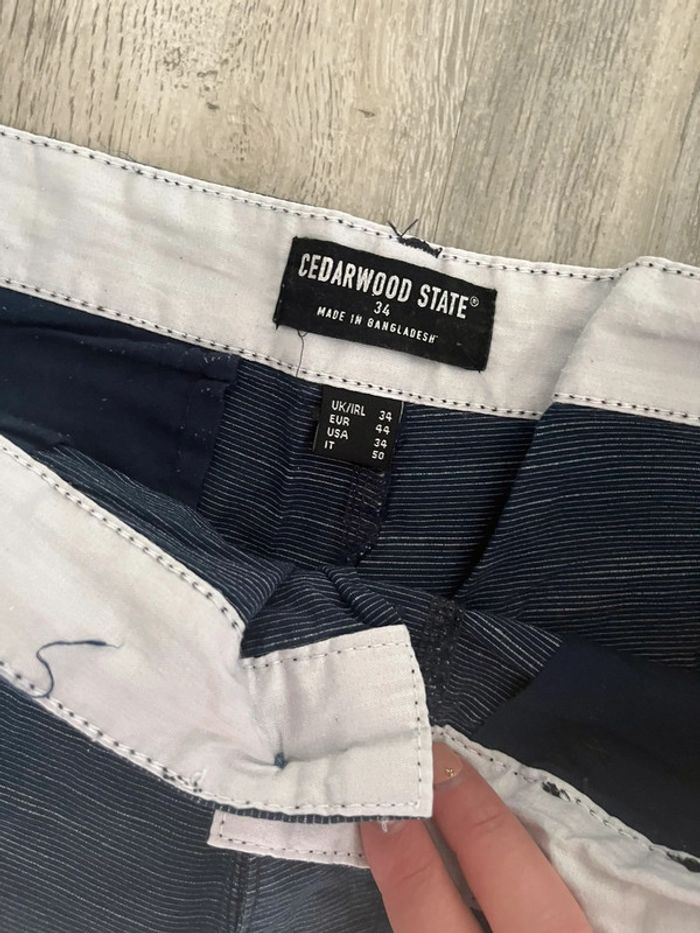 CEDARWOOD STATE®
34
MADE IN BANGLADESH
UK/IRL 34
EUR 44
USA 34
IT 50